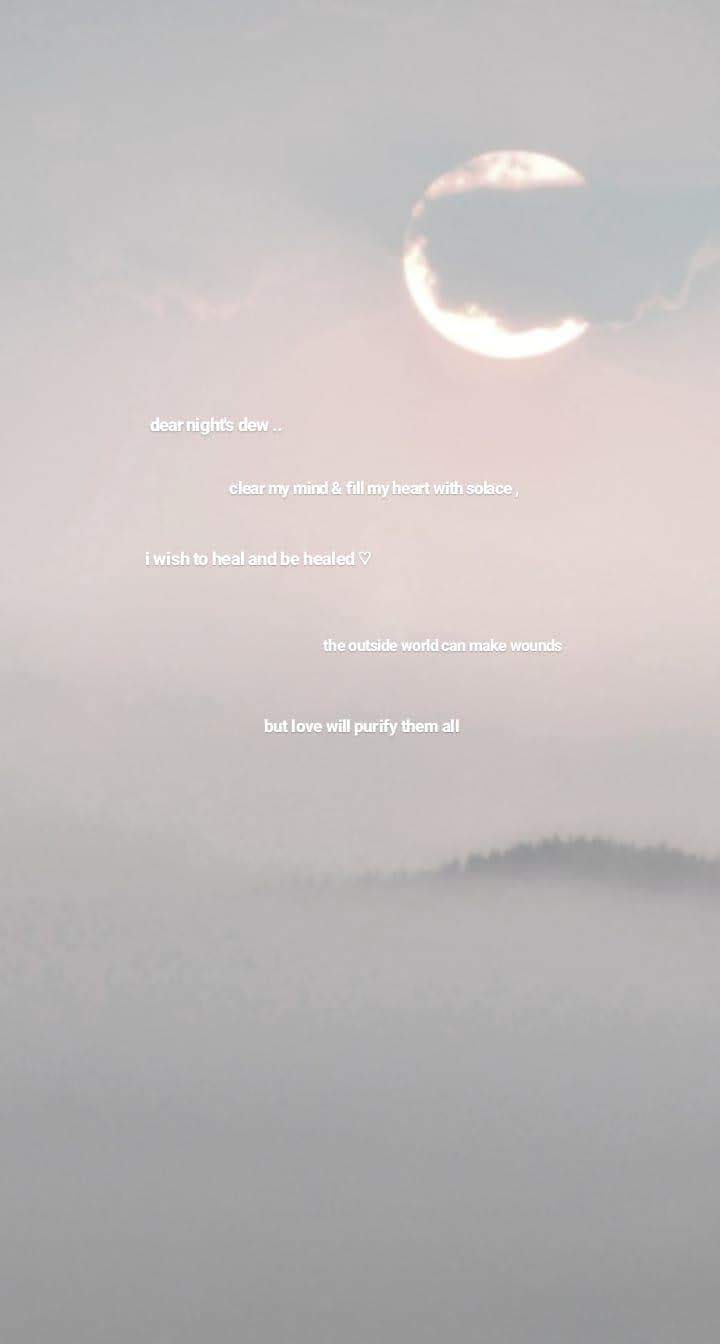 dear night's dew ..
clear my mind & fill my heart with solace ,
i wish to heal and be healed ♡
the outside world can make wounds
but love will purify them all